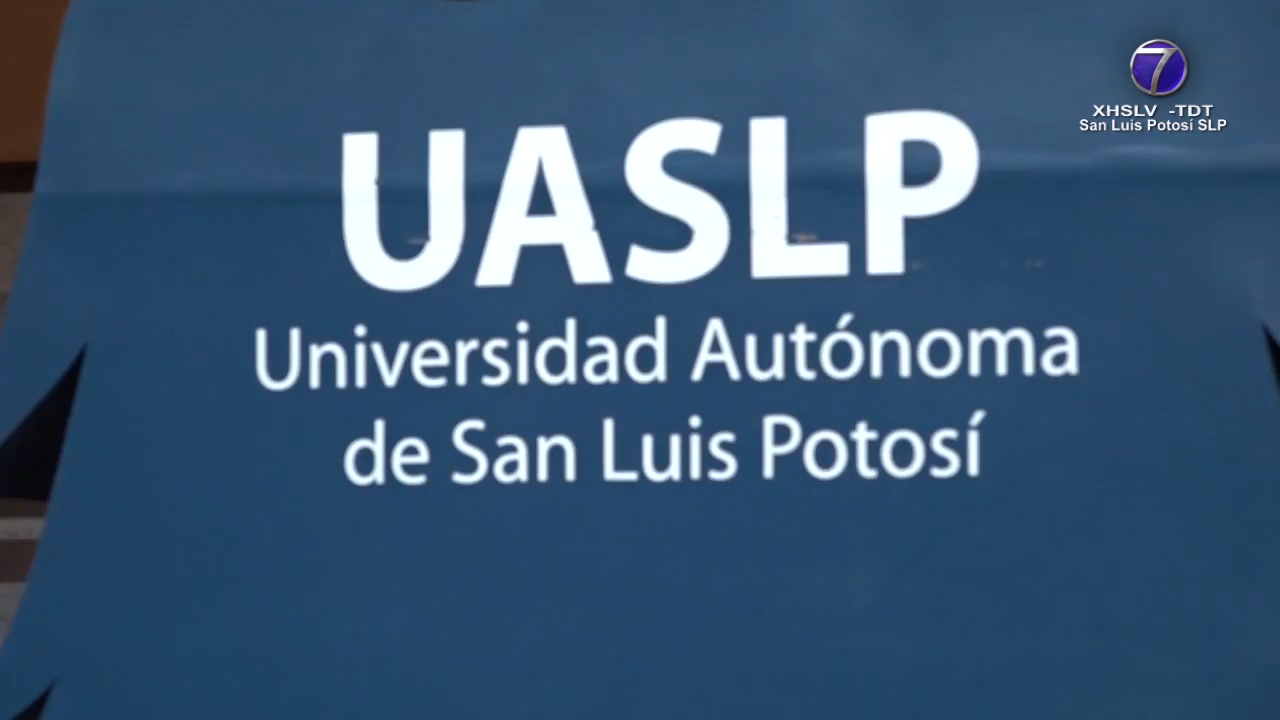 7
XHSLV -TDT
San Luis Potosí SLP
UASLP
Universidad Autónoma
de San Luis Potosí